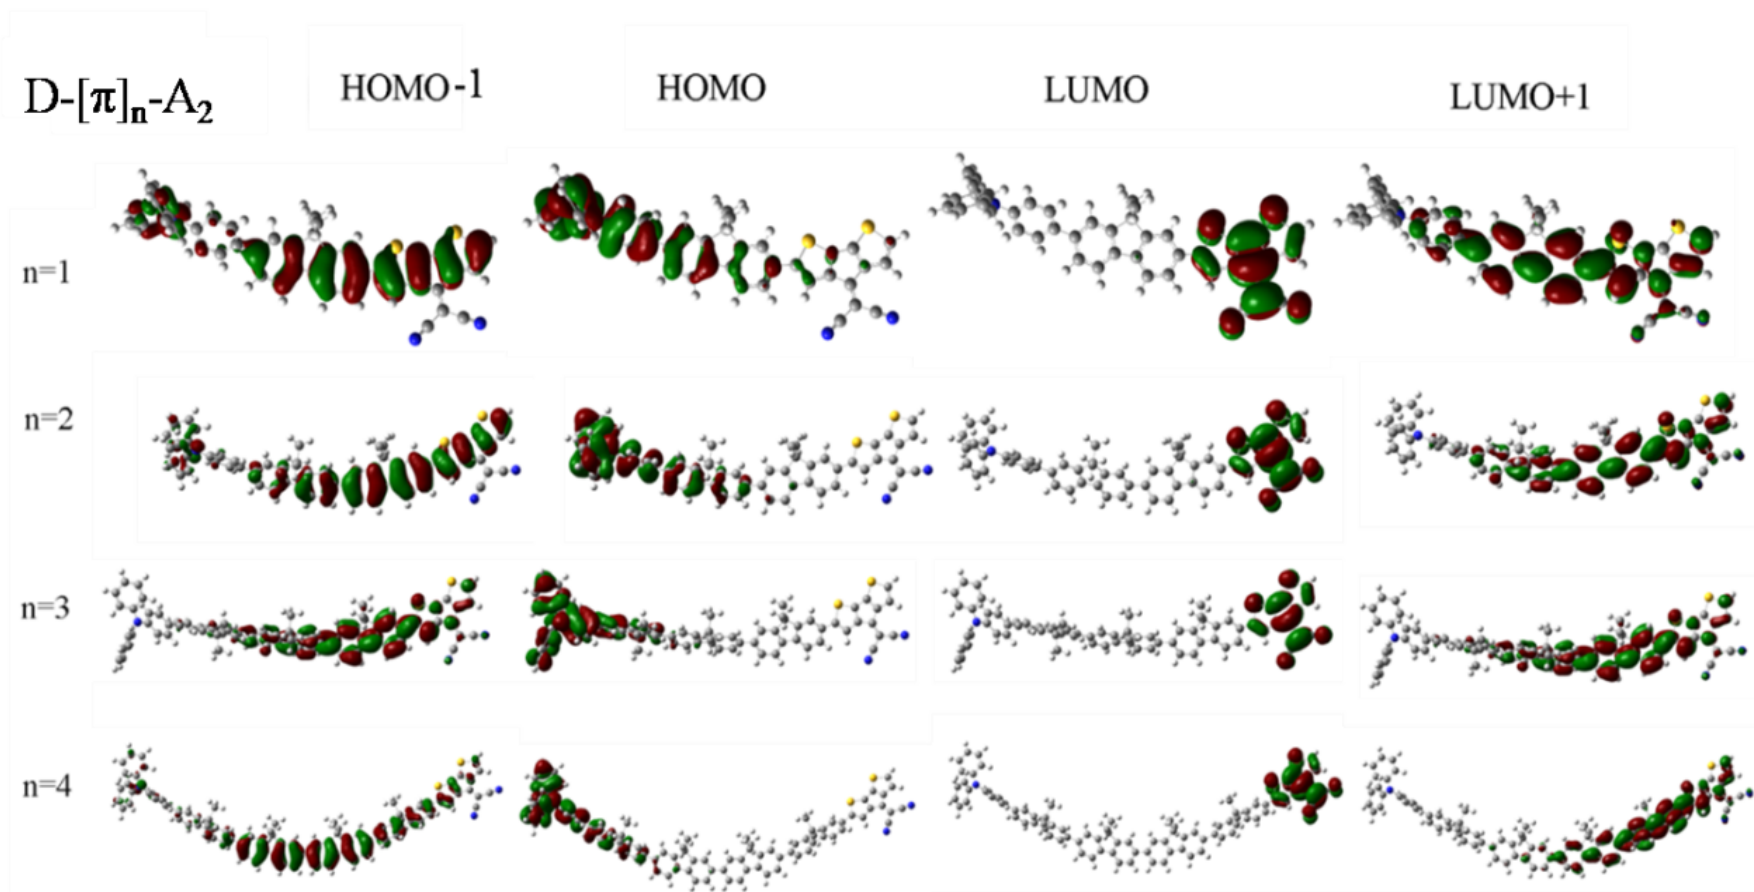 D-[π]ₙ-A₂ HOMO-1 HOMO LUMO LUMO+1
n=1
n=2
n=3
n=4